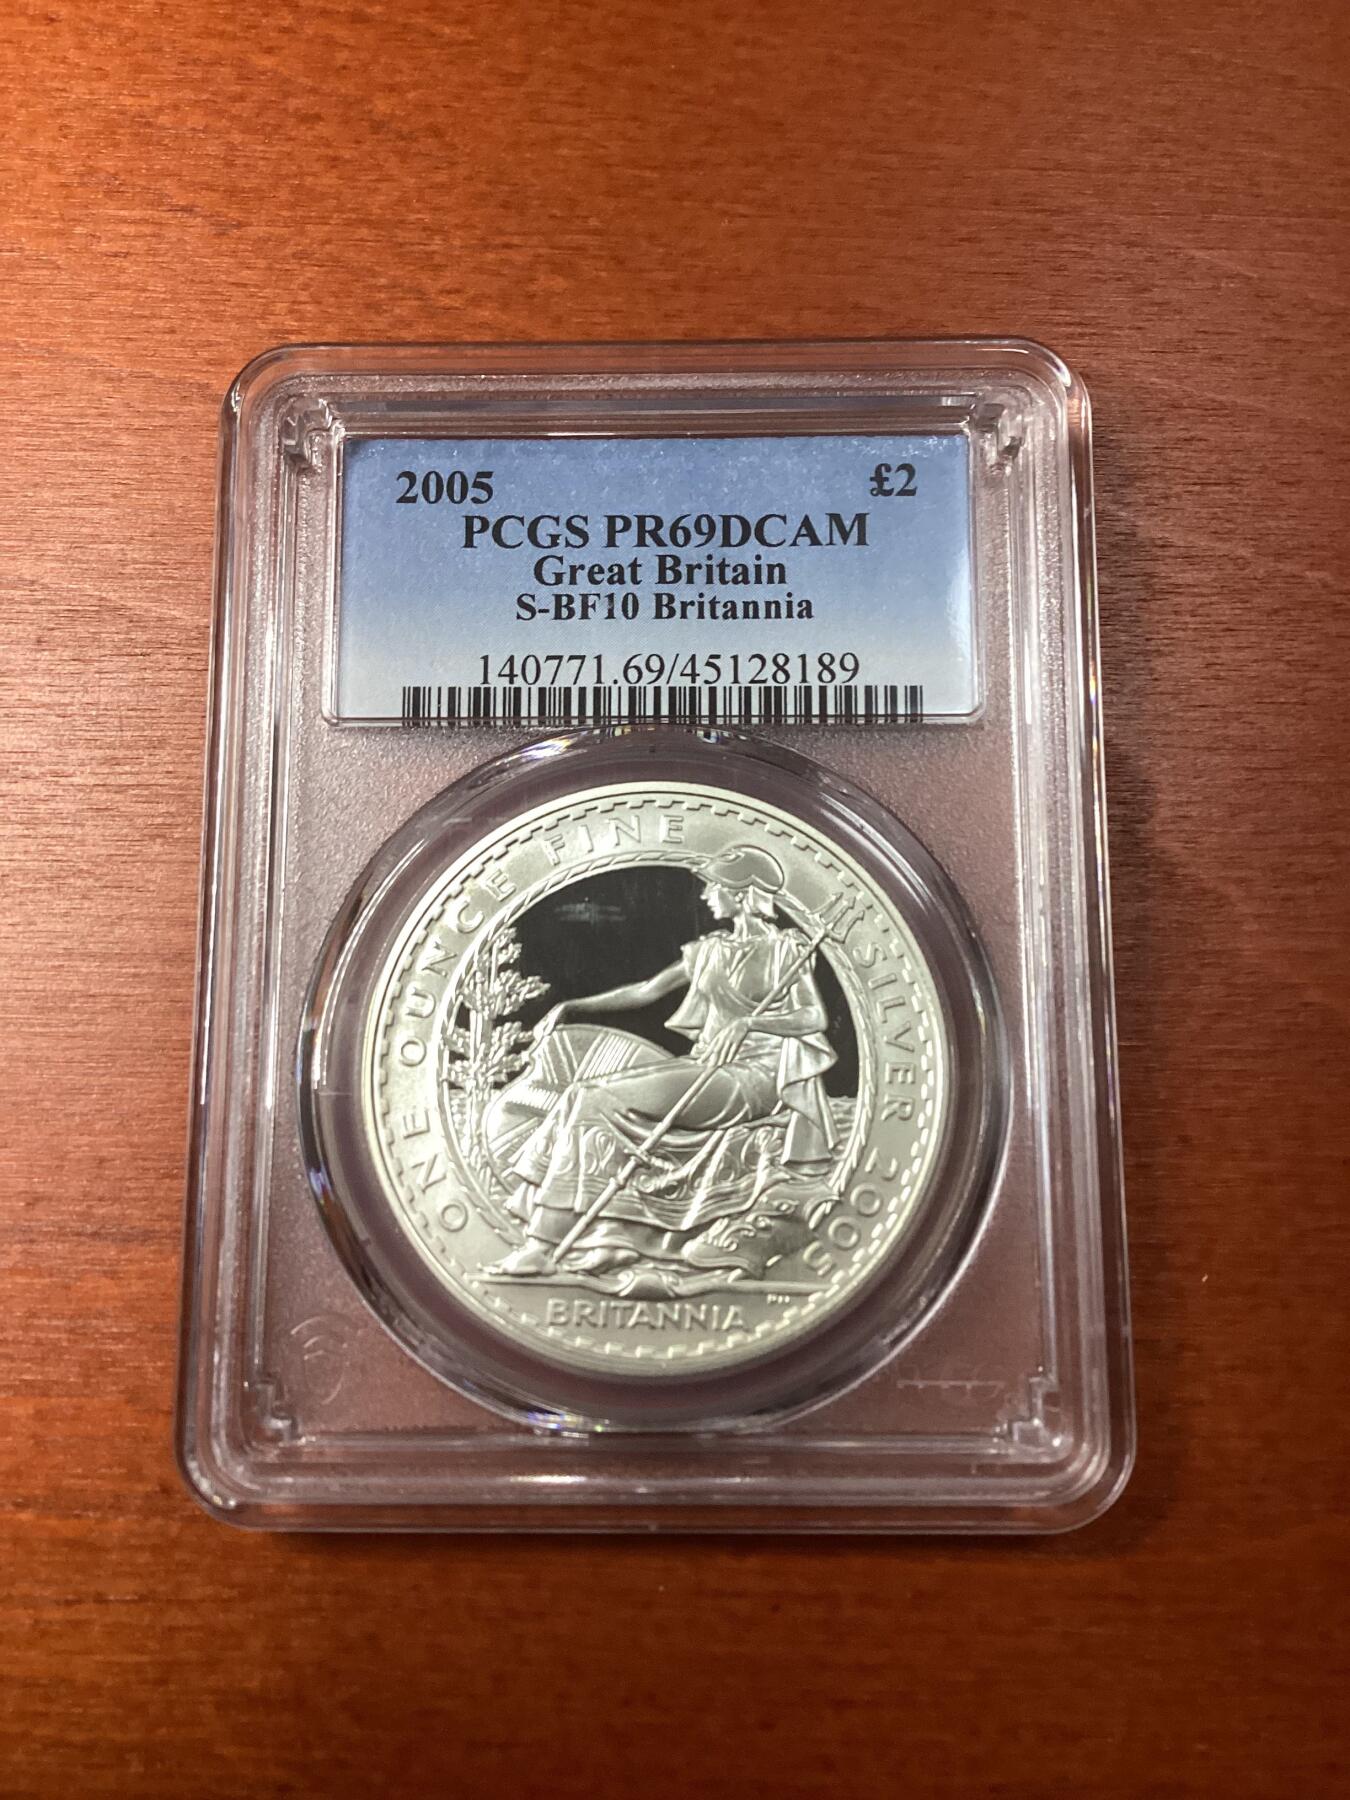 2005 £2
PCGS PR69DCAM
Great Britain
S-BF10 Britannia
140771.69/45128189
ONE OUNCE FINE SILVER 2005
BRITANNIA